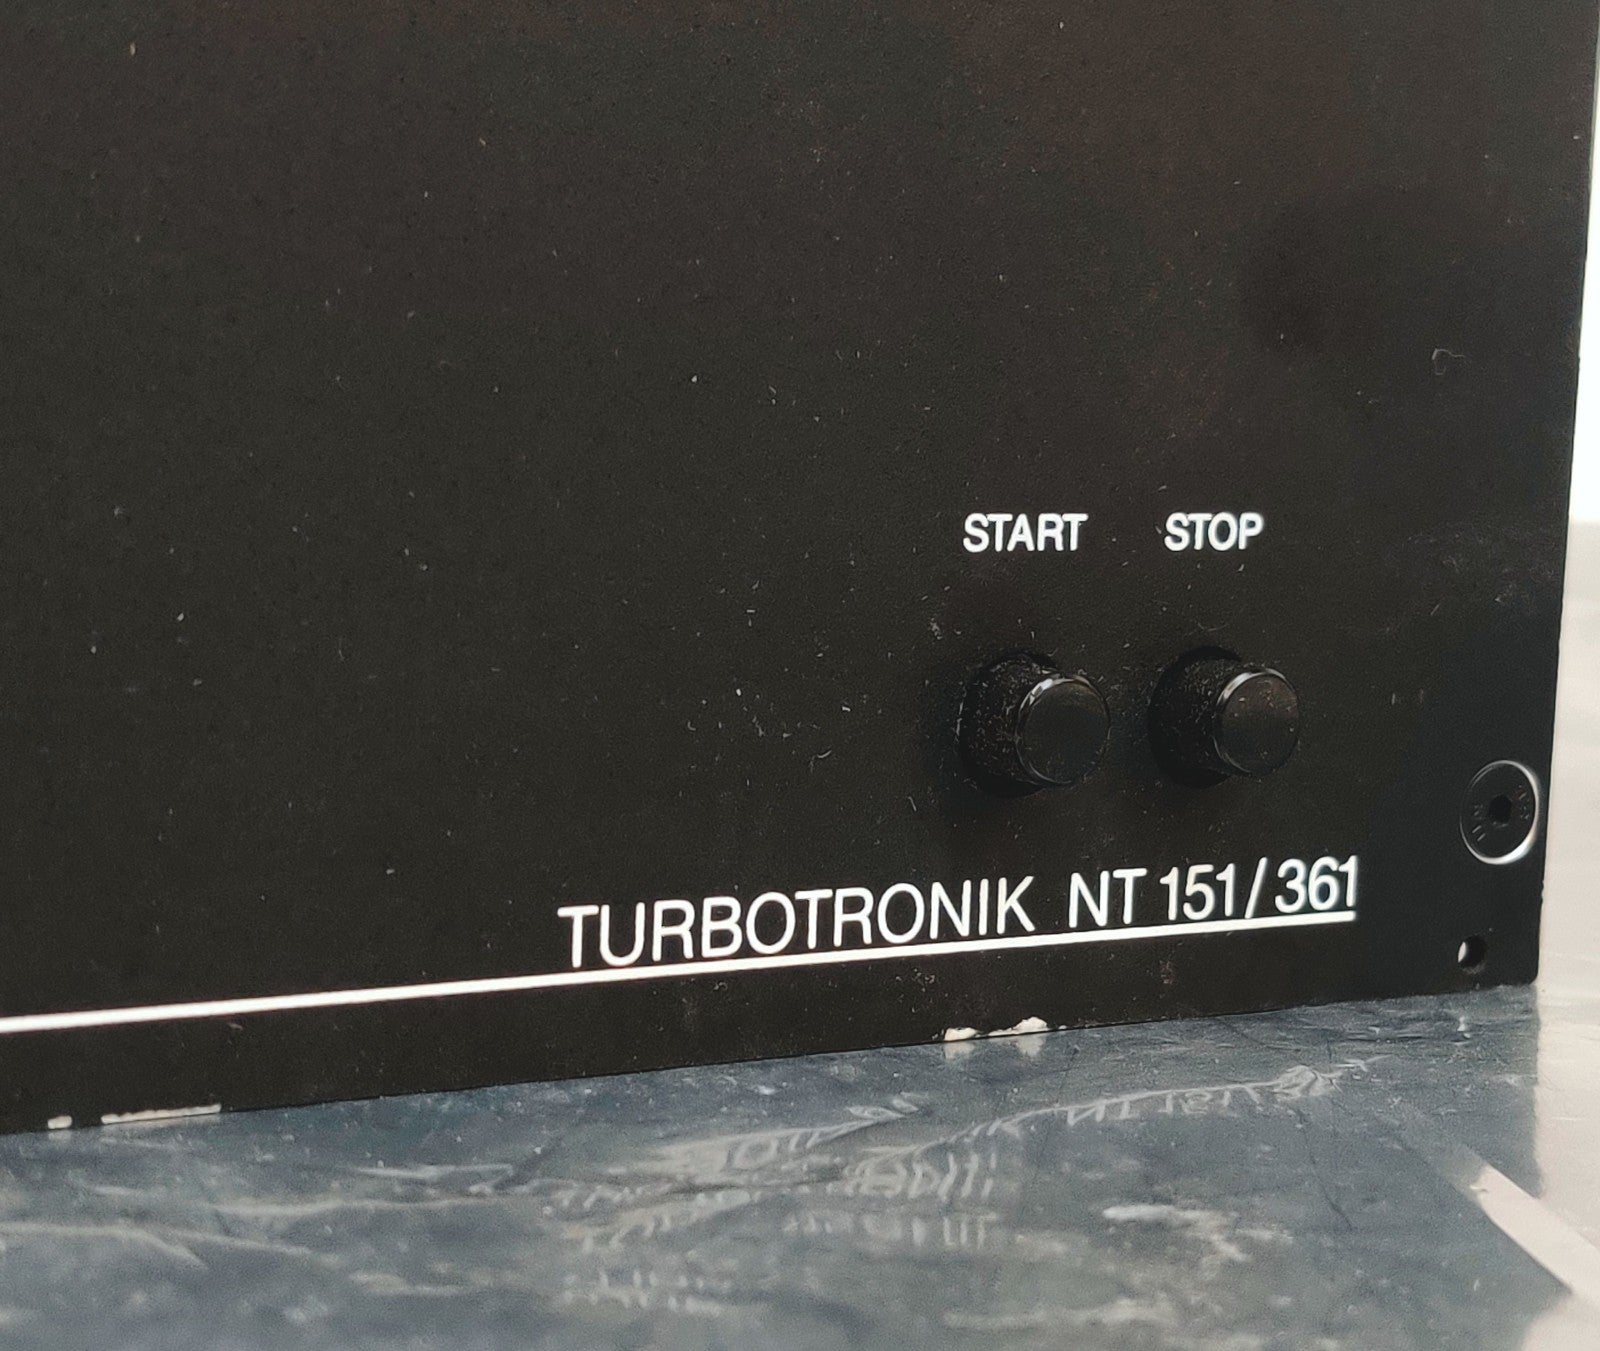 START STOP
TURBOTRONIK NT 151/361